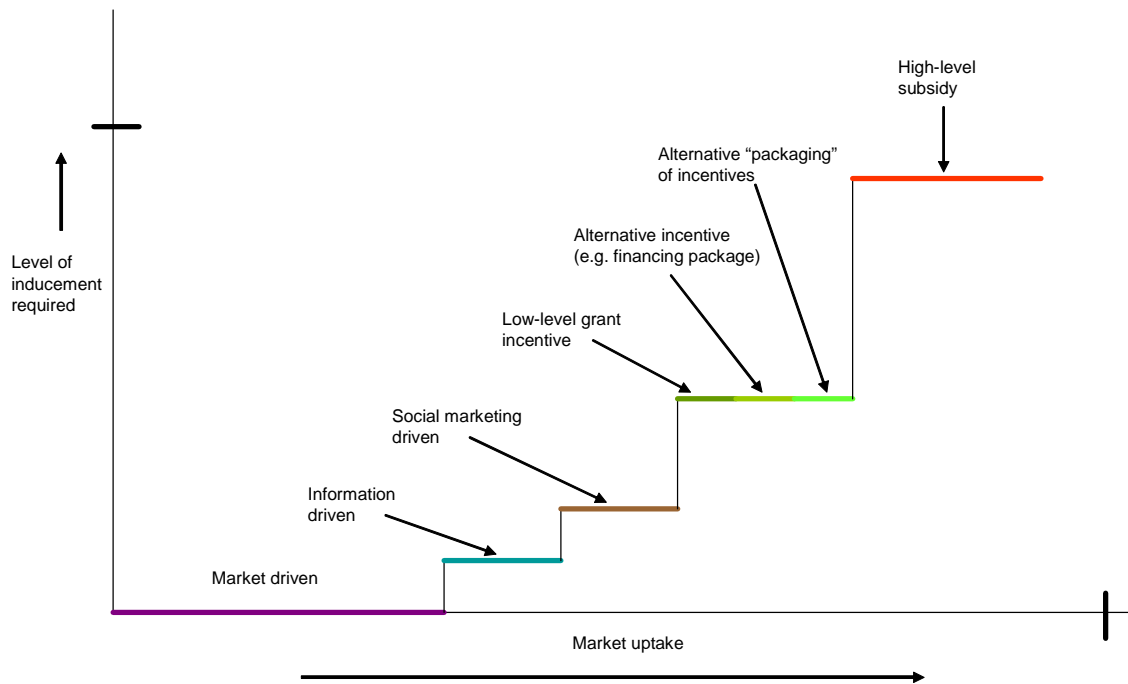 High-level
subsidy
Alternative “packaging”
of incentives
Alternative incentive
(e.g. financing package)
Level of
inducement
required
Low-level grant
incentive
Social marketing
driven
Information
driven
Market driven
Market uptake